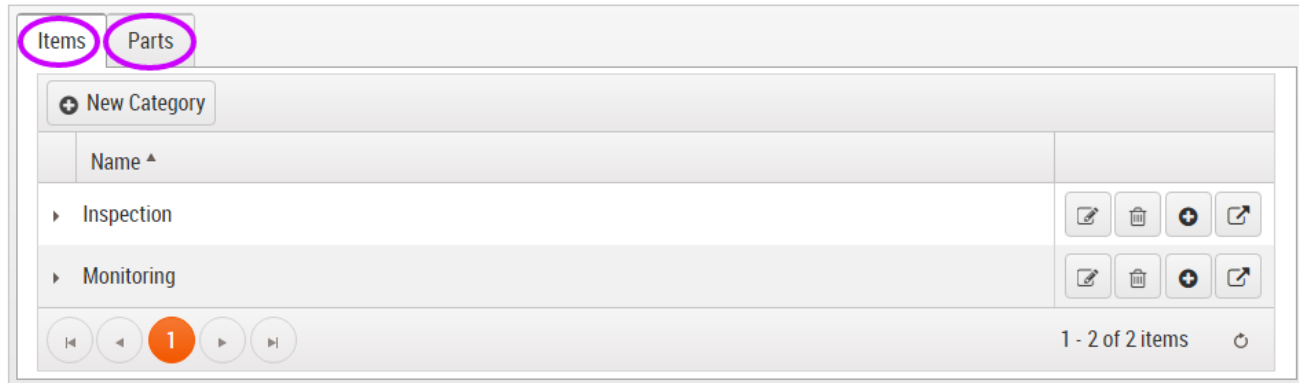 Items Parts
New Category
Name
Inspection
Monitoring
1 1 - 2 of 2 items